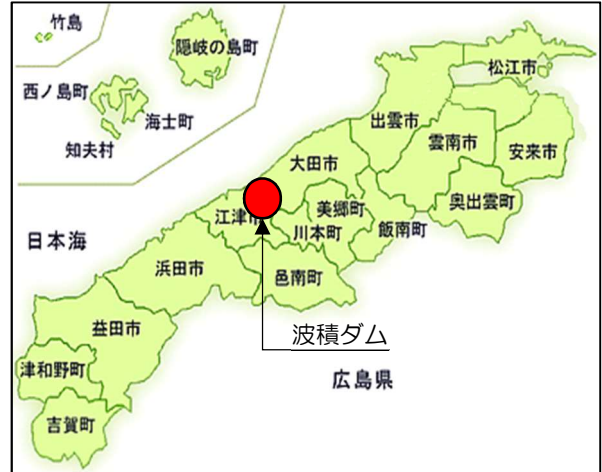 竹島
隠岐の島町
西ノ島町
海士町
知夫村
松江市
出雲市
雲南市
安来市
大田市
奥出雲町
美郷町
江津市
川本町
飯南町
日本海
浜田市
邑南町
益田市
波積ダム
津和野町
広島県
吉賀町